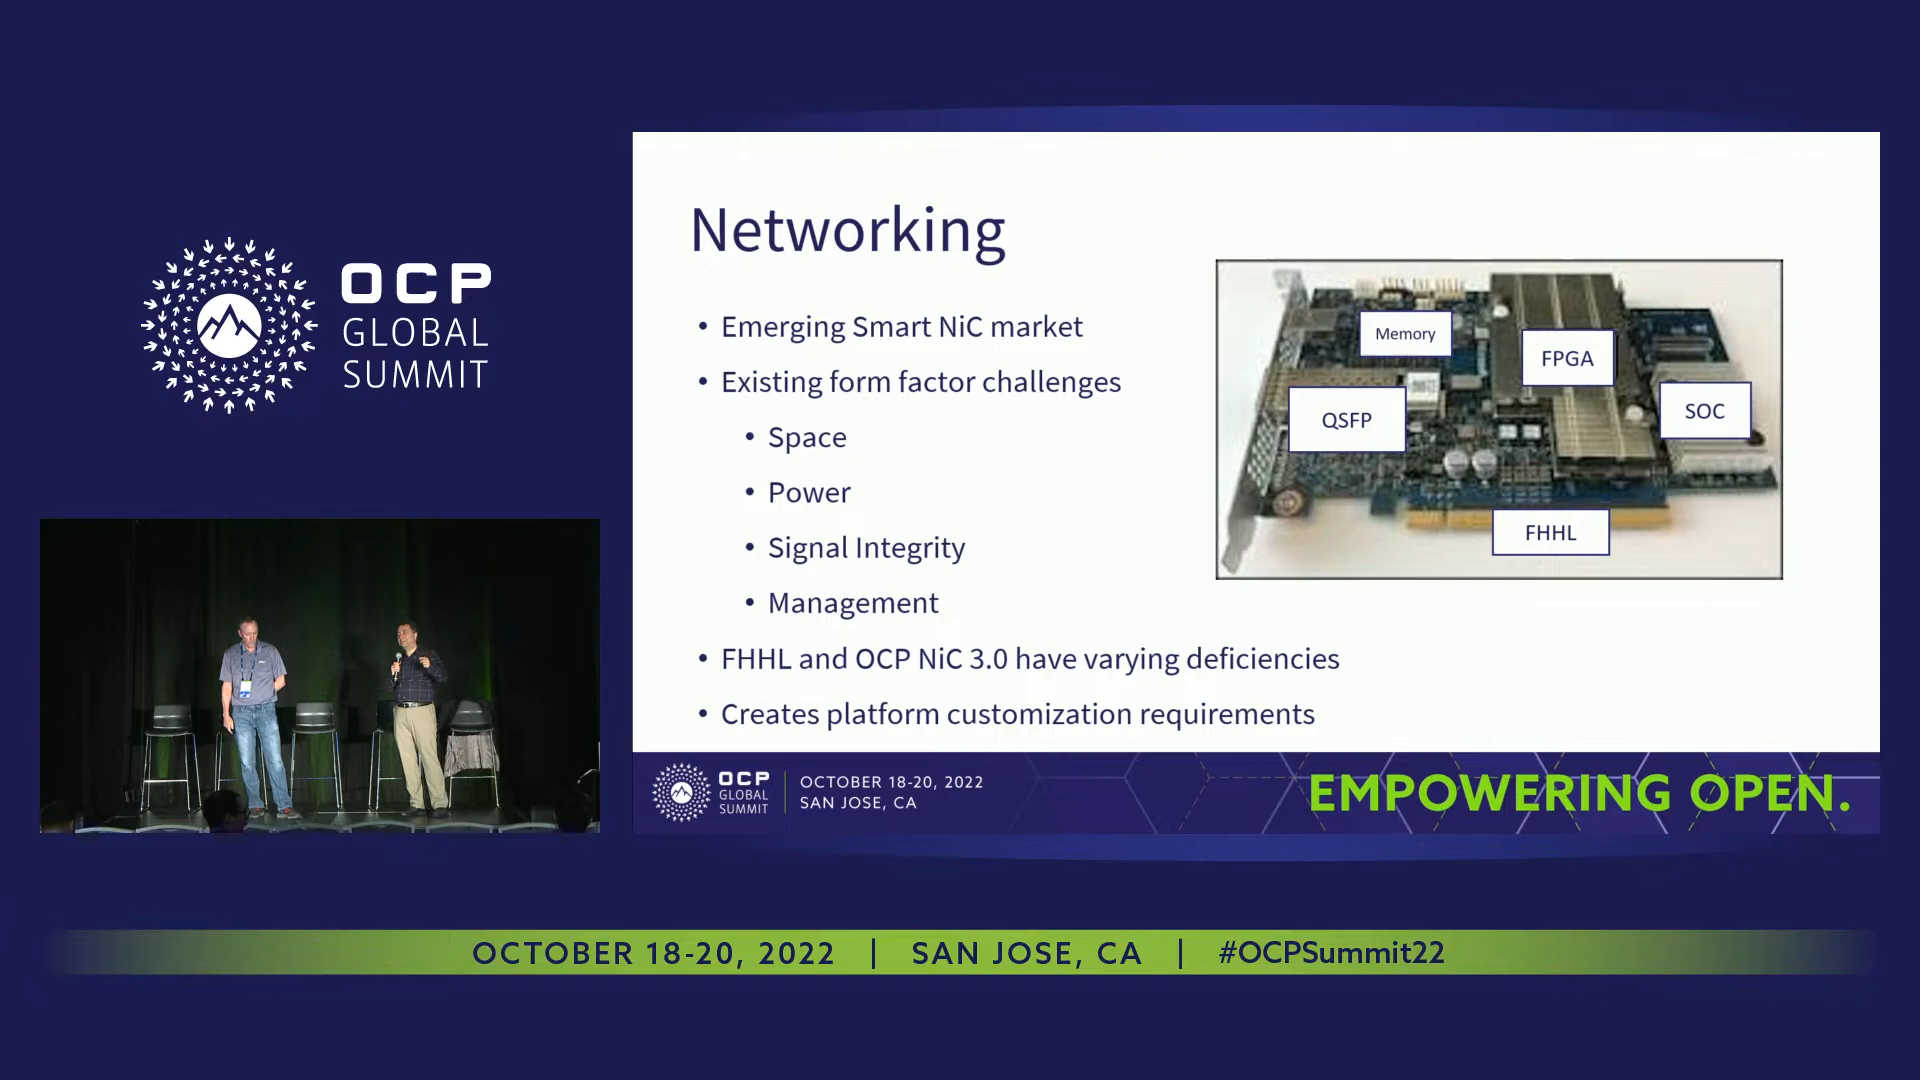 OCP
GLOBAL
SUMMIT
Networking
• Emerging Smart NiC market
• Existing form factor challenges
• Space
• Power
• Signal Integrity
• Management
• FHHL and OCP NiC 3.0 have varying deficiencies
• Creates platform customization requirements
Memory
FPGA
QSFP
SOC
FHHL
OCP
GLOBAL
SUMMIT
OCTOBER 18-20, 2022
SAN JOSE, CA
EMPOWERING OPEN.
OCTOBER 18-20, 2022 | SAN JOSE, CA | #OCPSummit22